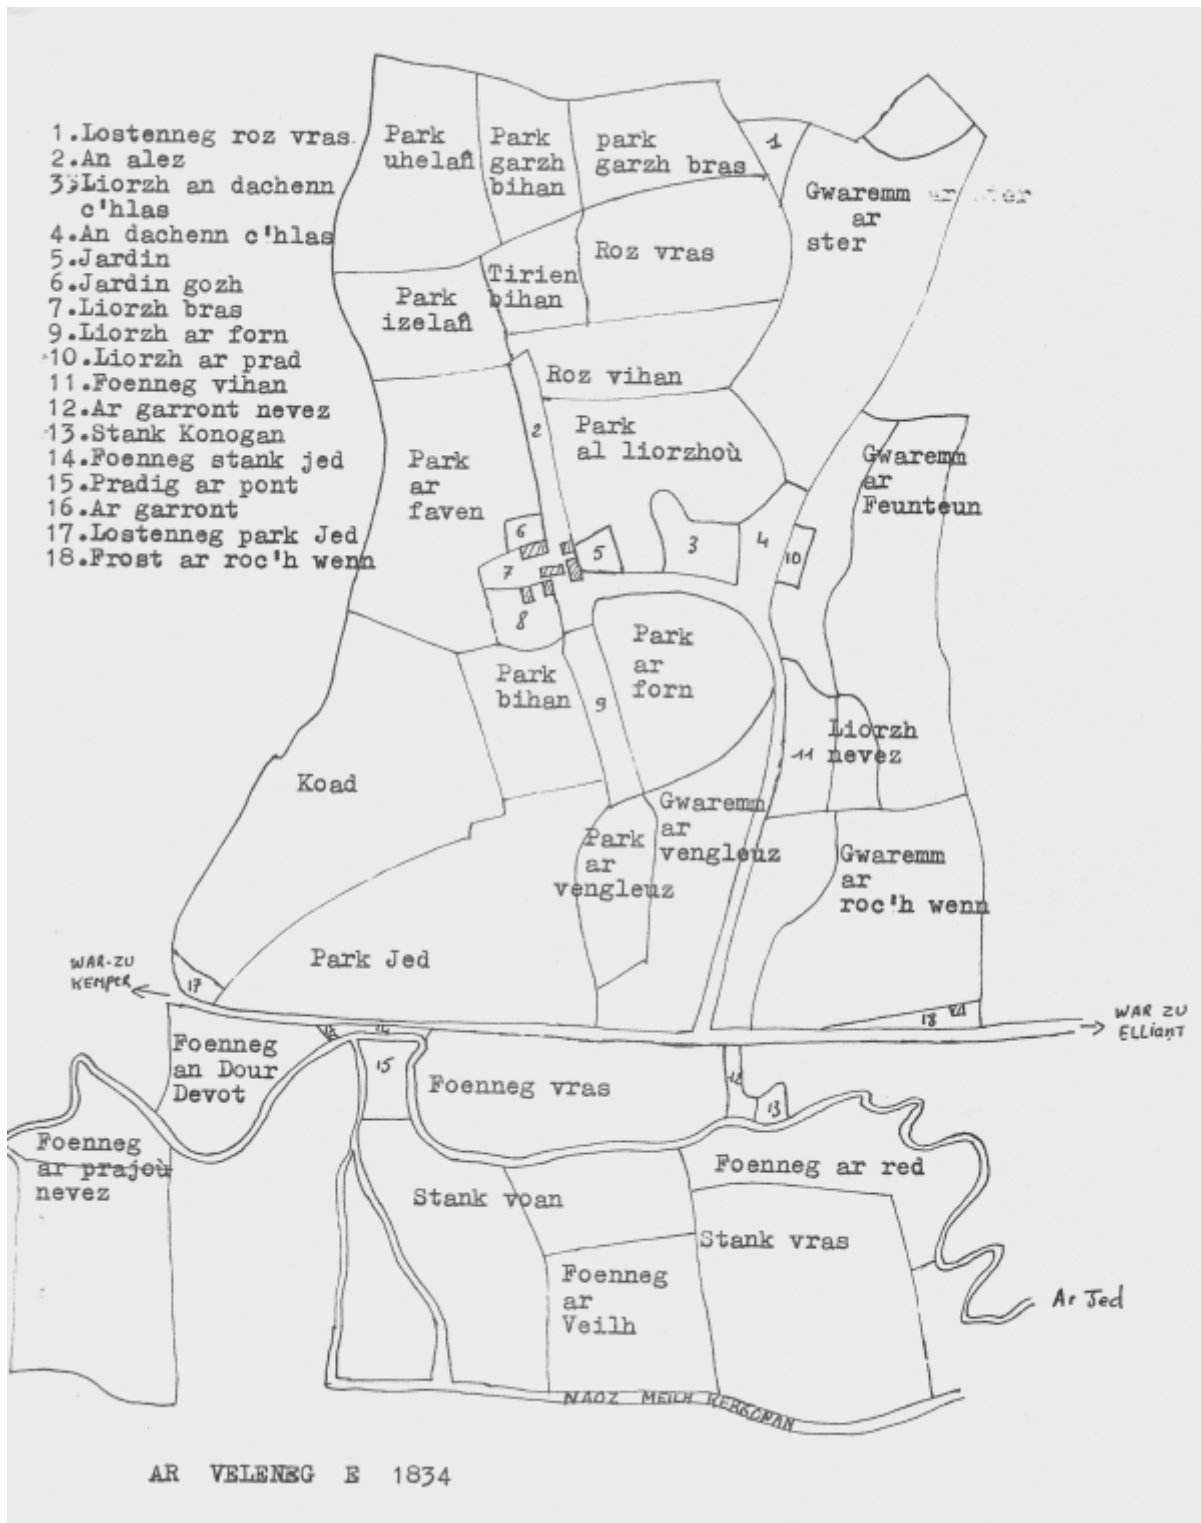 1.Lostenneg roz vras.
2.An alez
3.Liorzh an dachenn
c'hlas
4.An dachenn c'hlas
5.Jardin
6.Jardin gozh
7.Liorzh bras
9.Liorzh ar forn
10.Liorzh ar prad
11.Foenneg vihan
12.Ar garront nevez
13.Stank Konogan
14.Foenneg stank jed
15.Pradig ar pont
16.Ar garront
17.Lostenneg park Jed
18.Frost ar roc'h wenn
Park
uhelañ
Park
garzh
bihan
park
garzh bras
1
Gwaremm
ar
ster
Roz vras
Tirien
bihan
Park
izelañ
Roz vihan
2
Park
al liorzhoù
Park
ar
faven
Gwaremm
ar
Feunteun
6
5
3
4
10
7
8
Park
ar
forn
Park
bihan
9
Liorzh
nevez
11
Koad
Gwaremm
ar
vengleuz
Park
ar
vengleuz
Gwaremm
ar
roc'h wenn
Park Jed
WAR-ZU
KEMPER
17
18
WAR ZU
ELLiaNT
14
15
Foenneg
an Dour
Devot
Foenneg vras
13
Foenneg
ar prajoù
nevez
Foenneg ar red
Stank voan
Stank vras
Foenneg
ar
Veilh
Ar Jed
NAOZ MEILH
AR VELENEG E 1834